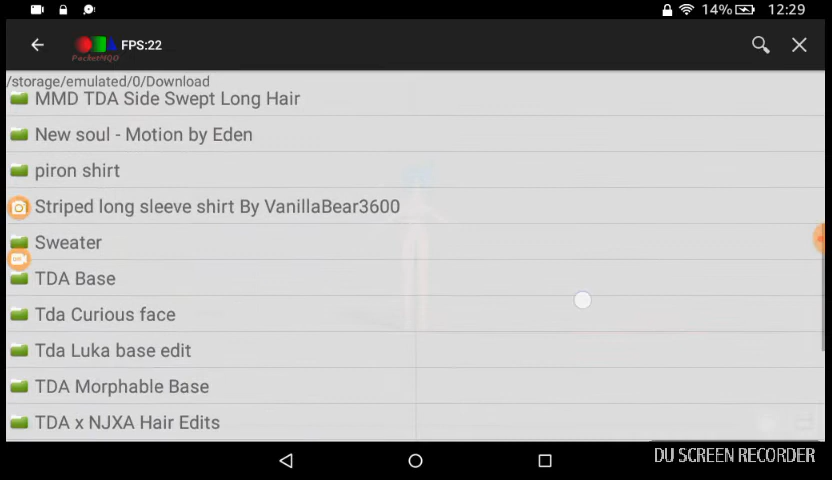 14% 12:29
PocketMQO FPS:22
/storage/emulated/0/Download
MMD TDA Side Swept Long Hair
New soul - Motion by Eden
piron shirt
Striped long sleeve shirt By VanillaBear3600
Sweater
TDA Base
Tda Curious face
Tda Luka base edit
TDA Morphable Base
TDA x NJXA Hair Edits
DU SCREEN RECORDER